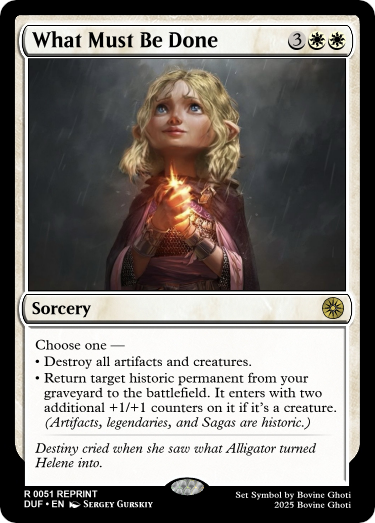 What Must Be Done 3
Sorcery
Choose one —
• Destroy all artifacts and creatures.
• Return target historic permanent from your
graveyard to the battlefield. It enters with two
additional +1/+1 counters on it if it's a creature.
(Artifacts, legendaries, and Sagas are historic.)
Destiny cried when she saw what Alligator turned
Helene into.
R 0051 REPRINT
DUF • EN Sergey Gurskiy
Set Symbol by Bovine Ghoti
2025 Bovine Ghoti